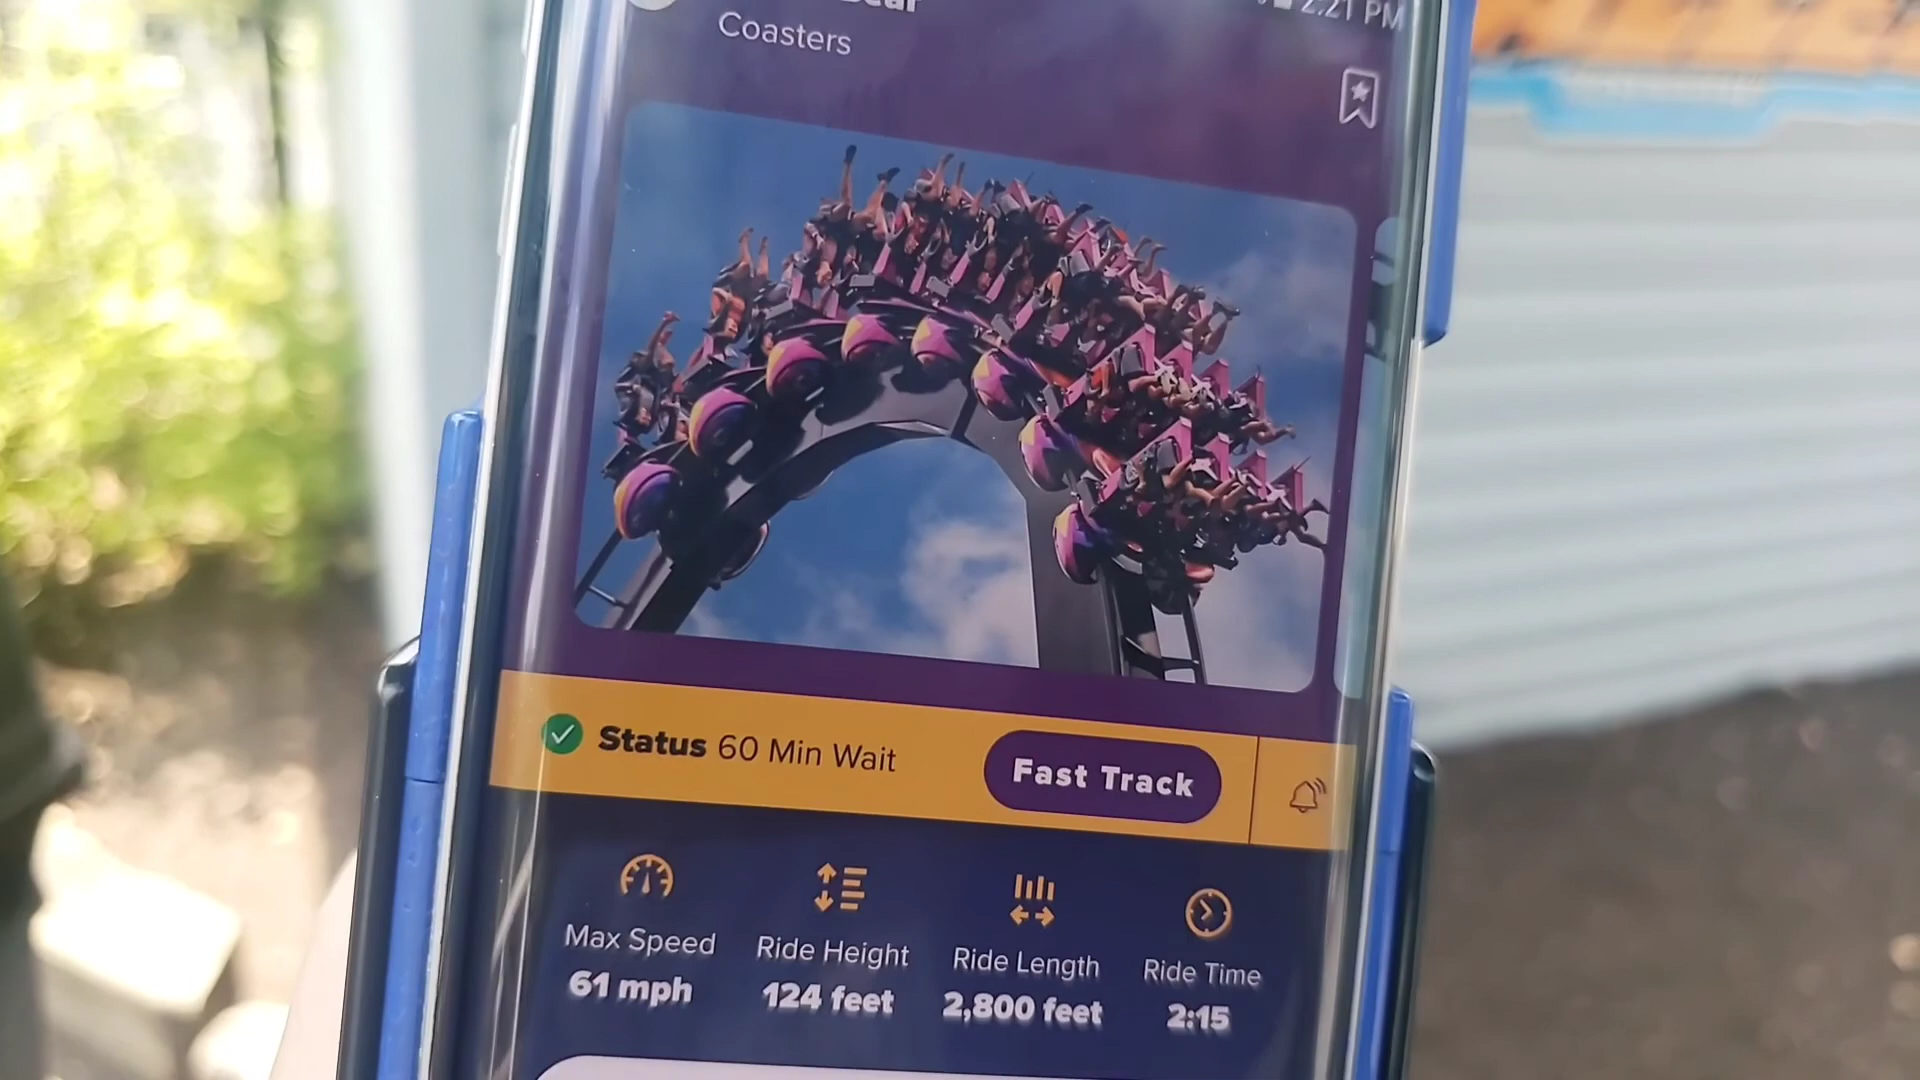 2:21 PM
Coasters
Status 60 Min Wait
Fast Track
Max Speed
61 mph
Ride Height
124 feet
Ride Length
2,800 feet
Ride Time
2:15